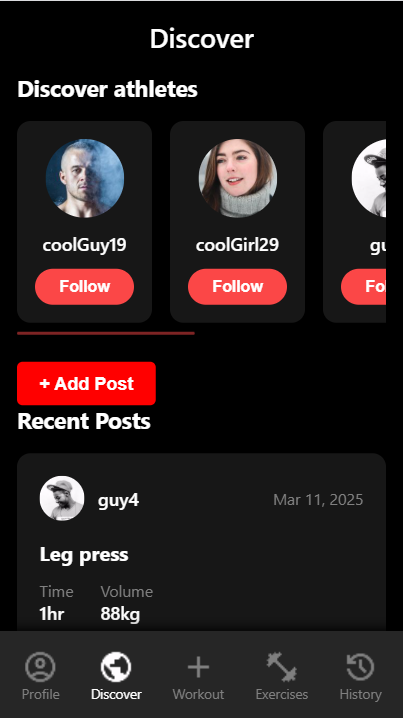 Discover
Discover athletes
coolGuy19
coolGirl29
gu
Follow
Follow
Fo
+ Add Post
Recent Posts
guy4
Mar 11, 2025
Leg press
Time
Volume
1hr
88kg
Profile
Discover
Workout
Exercises
History